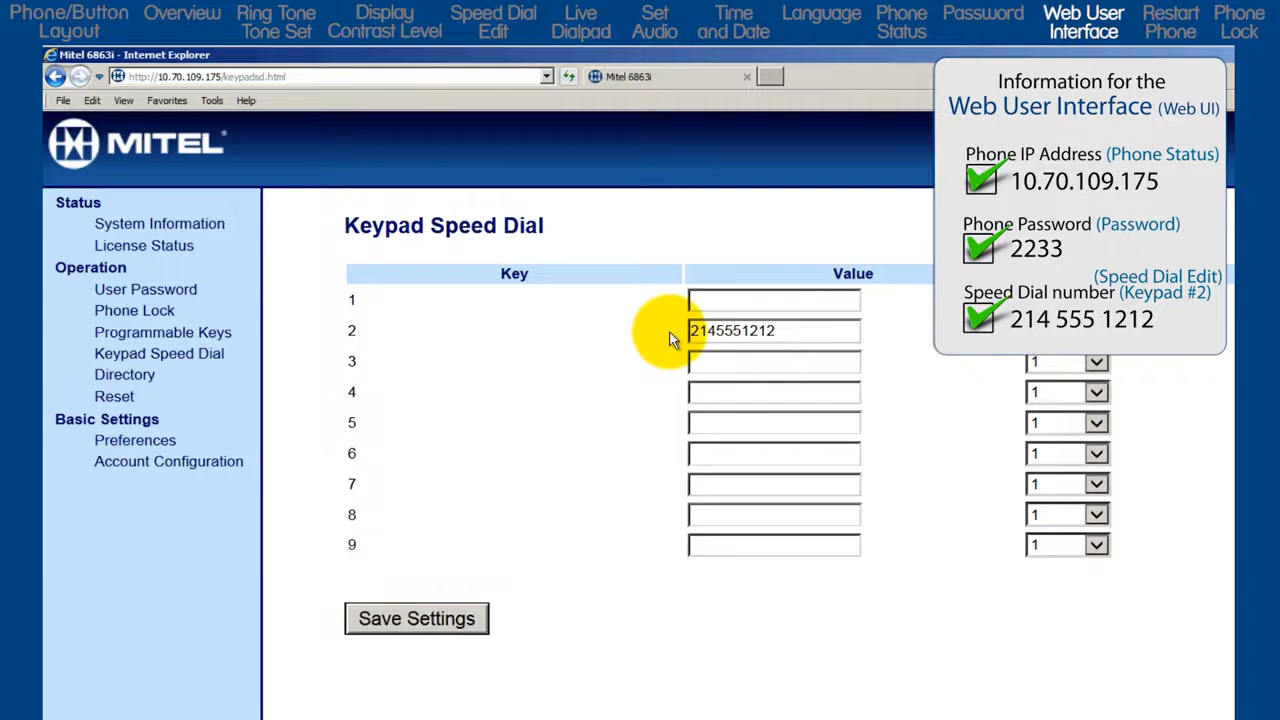 Phone/Button Layout
Overview
Ring Tone Tone Set
Display Contrast Level
Speed Dial Edit
Live Dialpad
Set Audio
Time and Date
Language
Phone Status
Password
Web User Interface
Restart Phone
Phone Lock
Mitel 6863i - Internet Explorer
http://10.70.109.175/keypadsd.html
Mitel 6863i
File Edit View Favorites Tools Help
MITEL
Status
System Information
License Status
Operation
User Password
Phone Lock
Programmable Keys
Keypad Speed Dial
Directory
Reset
Basic Settings
Preferences
Account Configuration
Keypad Speed Dial
Key Value
1
2 2145551212
3 1
4 1
5 1
6 1
7 1
8 1
9 1
Save Settings
Information for the
Web User Interface (Web UI)
Phone IP Address (Phone Status)
10.70.109.175
Phone Password (Password)
2233
(Speed Dial Edit)
Speed Dial number (Keypad #2)
214 555 1212